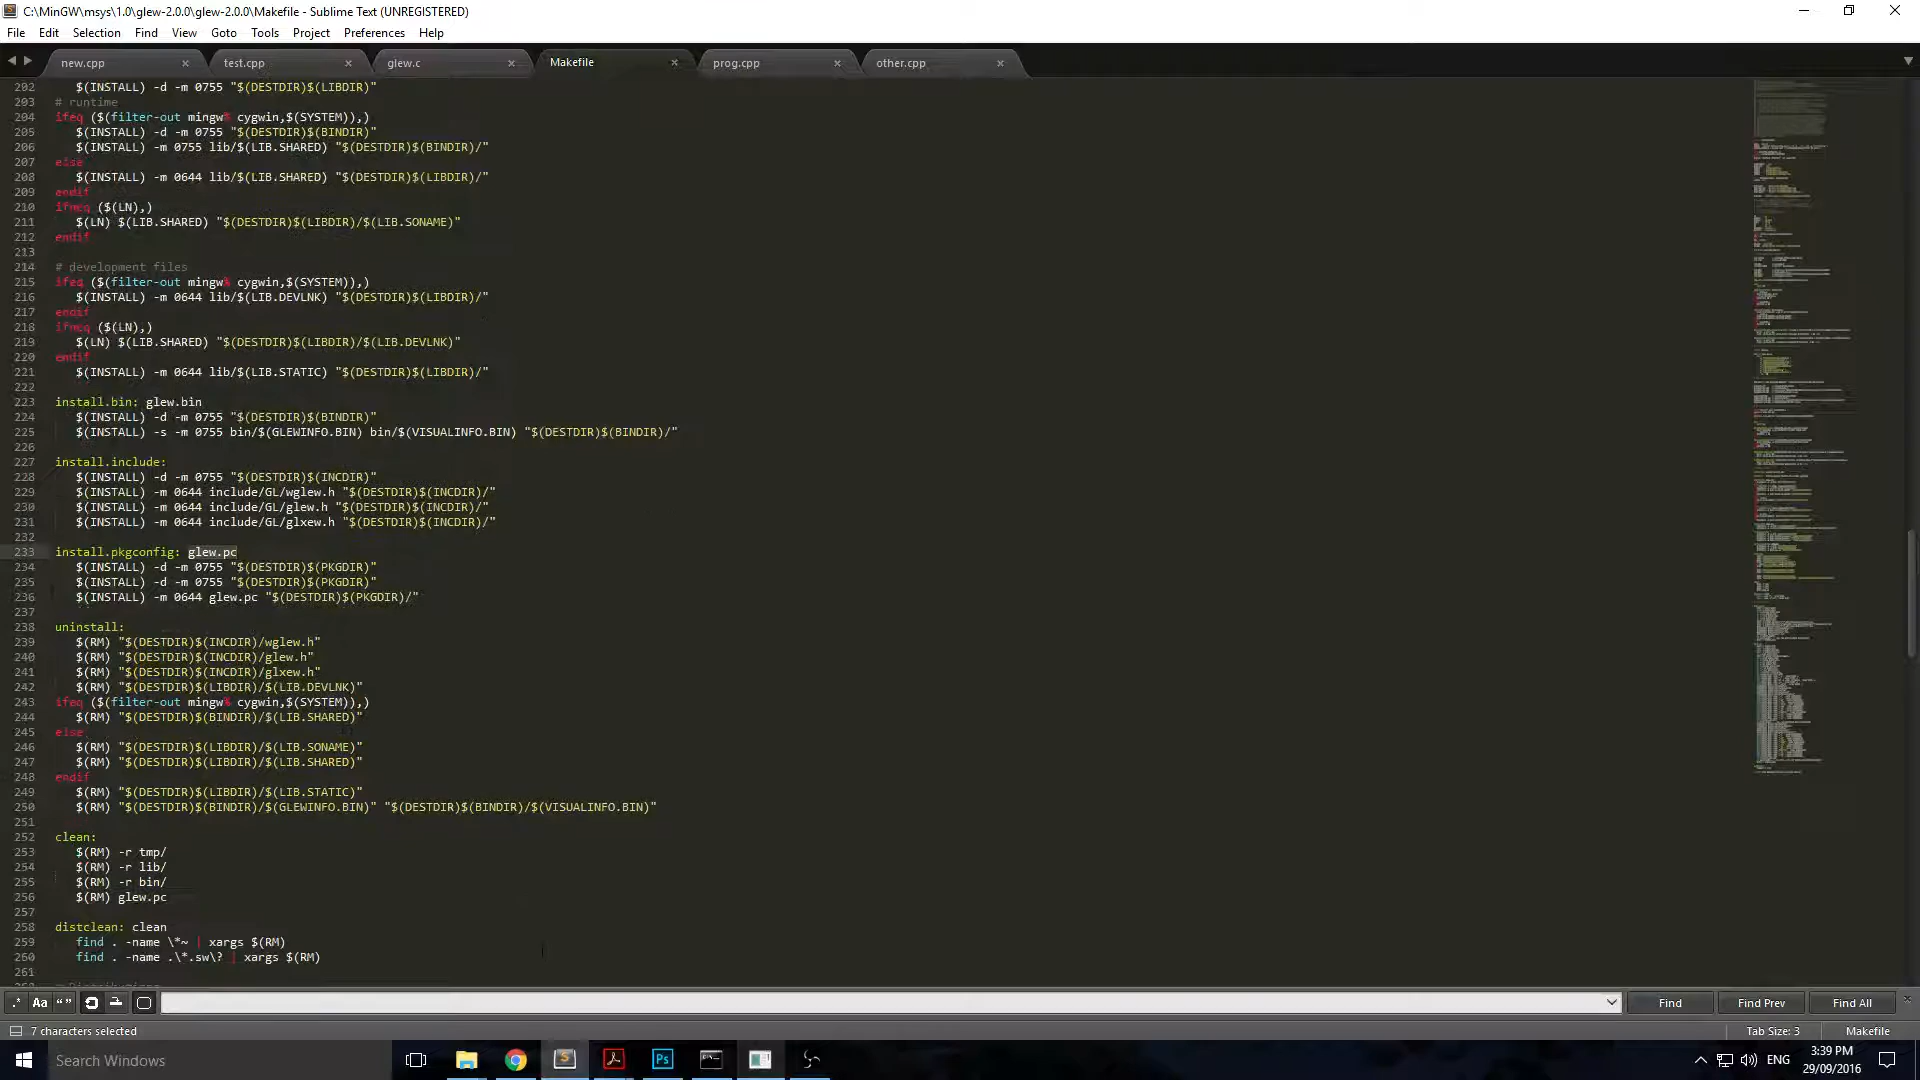 C:\MinGW\msys\1.0\glew-2.0.0\glew-2.0.0\Makefile - Sublime Text (UNREGISTERED)
File Edit Selection Find View Goto Tools Project Preferences Help
new.cpp test.cpp glew.c Makefile prog.cpp other.cpp
202 $(INSTALL) -d -m 0755 "$(DESTDIR)$(LIBDIR)"
203 # runtime
204 ifeq ($(filter-out mingw% cygwin,$(SYSTEM)),)
205 $(INSTALL) -d -m 0755 "$(DESTDIR)$(BINDIR)"
206 $(INSTALL) -m 0755 lib/$(LIB.SHARED) "$(DESTDIR)$(BINDIR)/"
207 else
208 $(INSTALL) -m 0644 lib/$(LIB.SHARED) "$(DESTDIR)$(LIBDIR)/"
209 endif
210 ifneq ($(LN),)
211 $(LN) $(LIB.SHARED) "$(DESTDIR)$(LIBDIR)/$(LIB.SONAME)"
212 endif
213
214 # development files
215 ifeq ($(filter-out mingw% cygwin,$(SYSTEM)),)
216 $(INSTALL) -m 0644 lib/$(LIB.DEVLNK) "$(DESTDIR)$(LIBDIR)/"
217 endif
218 ifneq ($(LN),)
219 $(LN) $(LIB.SHARED) "$(DESTDIR)$(LIBDIR)/$(LIB.DEVLNK)"
220 endif
221 $(INSTALL) -m 0644 lib/$(LIB.STATIC) "$(DESTDIR)$(LIBDIR)/"
222
223 install.bin: glew.bin
224 $(INSTALL) -d -m 0755 "$(DESTDIR)$(BINDIR)"
225 $(INSTALL) -s -m 0755 bin/$(GLEWINFO.BIN) bin/$(VISUALINFO.BIN) "$(DESTDIR)$(BINDIR)/"
226
227 install.include:
228 $(INSTALL) -d -m 0755 "$(DESTDIR)$(INCDIR)"
229 $(INSTALL) -m 0644 include/GL/wglew.h "$(DESTDIR)$(INCDIR)/"
230 $(INSTALL) -m 0644 include/GL/glew.h "$(DESTDIR)$(INCDIR)/"
231 $(INSTALL) -m 0644 include/GL/glxew.h "$(DESTDIR)$(INCDIR)/"
232
233 install.pkgconfig: glew.pc
234 $(INSTALL) -d -m 0755 "$(DESTDIR)$(PKGDIR)"
235 $(INSTALL) -d -m 0755 "$(DESTDIR)$(PKGDIR)"
236 $(INSTALL) -m 0644 glew.pc "$(DESTDIR)$(PKGDIR)/"
237
238 uninstall:
239 $(RM) "$(DESTDIR)$(INCDIR)/wglew.h"
240 $(RM) "$(DESTDIR)$(INCDIR)/glew.h"
241 $(RM) "$(DESTDIR)$(INCDIR)/glxew.h"
242 $(RM) "$(DESTDIR)$(LIBDIR)/$(LIB.DEVLNK)"
243 ifeq ($(filter-out mingw% cygwin,$(SYSTEM)),)
244 $(RM) "$(DESTDIR)$(BINDIR)/$(LIB.SHARED)"
245 else
246 $(RM) "$(DESTDIR)$(LIBDIR)/$(LIB.SONAME)"
247 $(RM) "$(DESTDIR)$(LIBDIR)/$(LIB.SHARED)"
248 endif
249 $(RM) "$(DESTDIR)$(LIBDIR)/$(LIB.STATIC)"
250 $(RM) "$(DESTDIR)$(BINDIR)/$(GLEWINFO.BIN)" "$(DESTDIR)$(BINDIR)/$(VISUALINFO.BIN)"
251
252 clean:
253 $(RM) -r tmp/
254 $(RM) -r lib/
255 $(RM) -r bin/
256 $(RM) glew.pc
257
258 distclean: clean
259 find . -name \*~ | xargs $(RM)
260 find . -name .\*.sw\? | xargs $(RM)
261
.* Aa “ ” Find Find Prev Find All
7 characters selected Tab Size: 3 Makefile
Search Windows Ps ENG 3:39 PM
29/09/2016